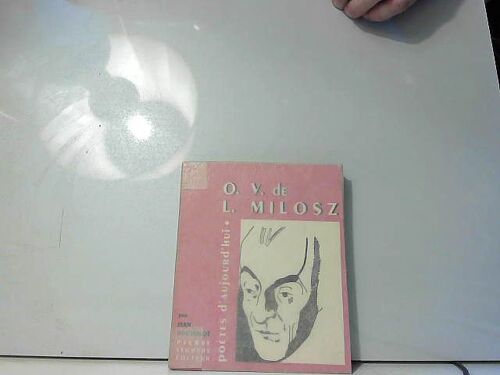 O. V. de
L. MILOSZ
poètes d'aujourd'hui
par
JEAN
PIERRE
SEGHERS
ÉDITEUR